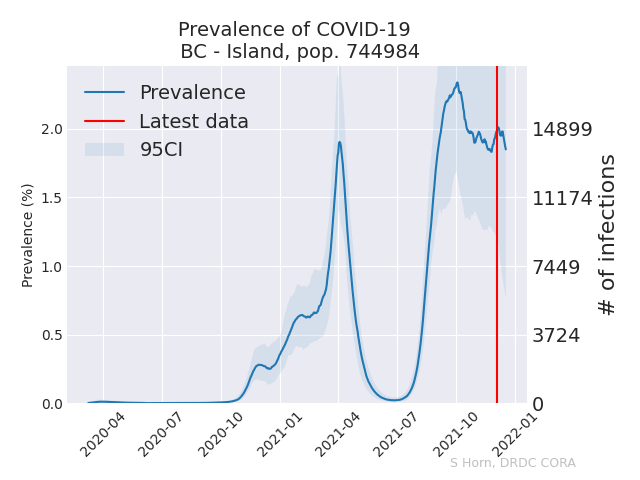 Prevalence of COVID-19
BC - Island, pop. 744984
Prevalence
Latest data
95CI
Prevalence (%)
2.0
1.5
1.0
0.5
0.0
14899
11174
7449
3724
0
# of infections
2020-04
2020-07
2020-10
2021-01
2021-04
2021-07
2021-10
2022-01
S Horn, DRDC CORA